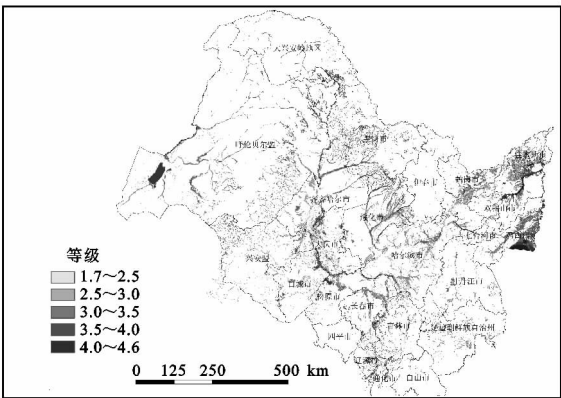 大兴安岭地区
黑河市
呼伦贝尔盟
伊春市
鹤岗市
佳木斯市
双鸭山市
齐齐哈尔市
绥化市
七台河市
大庆市
哈尔滨市
兴安盟
牡丹江市
白城市
松原市
长春市
吉林市
延边朝鲜族自治州
四平市
辽源市
通化市
白山市
等级
1.7~2.5
2.5~3.0
3.0~3.5
3.5~4.0
4.0~4.6
0 125 250 500 km